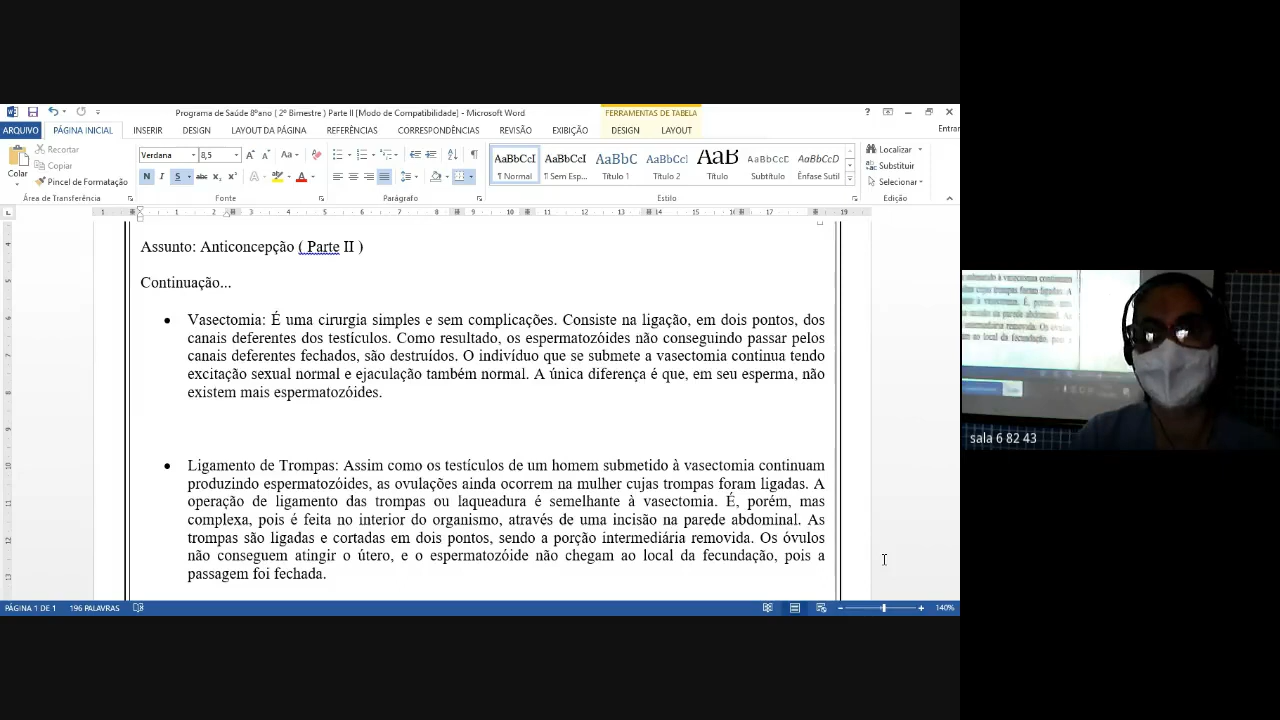 Programa de Saúde 8ºano ( 2º Bimestre ) Parte II [Modo de Compatibilidade] - Microsoft Word
FERRAMENTAS DE TABELA
ARQUIVO PÁGINA INICIAL INSERIR DESIGN LAYOUT DA PÁGINA REFERÊNCIAS CORRESPONDÊNCIAS REVISÃO EXIBIÇÃO DESIGN LAYOUT Entrar
Colar
Recortar
Copiar
Pincel de Formatação
Área de Transferência
Verdana 8,5
N I S abc x₂ x²
Fonte
Parágrafo
AaBbCcI AaBbCcI AaBbC AaBbCcl AaB AaBbCcD AaBbCcD
¶ Normal ¶ Sem Esp... Título 1 Título 2 Título Subtítulo Ênfase Sutil
Estilo
Localizar
Substituir
Selecionar
Edição
Assunto: Anticoncepção ( Parte II )
Continuação...
• Vasectomia: É uma cirurgia simples e sem complicações. Consiste na ligação, em dois pontos, dos
canais deferentes dos testículos. Como resultado, os espermatozóides não conseguindo passar pelos
canais deferentes fechados, são destruídos. O indivíduo que se submete a vasectomia continua tendo
excitação sexual normal e ejaculação também normal. A única diferença é que, em seu esperma, não
existem mais espermatozóides.
• Ligamento de Trompas: Assim como os testículos de um homem submetido à vasectomia continuam
produzindo espermatozóides, as ovulações ainda ocorrem na mulher cujas trompas foram ligadas. A
operação de ligamento das trompas ou laqueadura é semelhante à vasectomia. É, porém, mas
complexa, pois é feita no interior do organismo, através de uma incisão na parede abdominal. As
trompas são ligadas e cortadas em dois pontos, sendo a porção intermediária removida. Os óvulos
não conseguem atingir o útero, e o espermatozóide não chegam ao local da fecundação, pois a
passagem foi fechada.
PÁGINA 1 DE 1 196 PALAVRAS 140%
sala 6 82 43